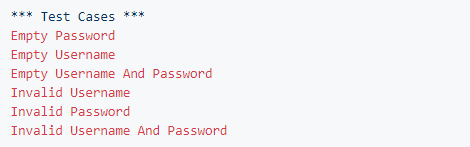 *** Test Cases ***
Empty Password
Empty Username
Empty Username And Password
Invalid Username
Invalid Password
Invalid Username And Password